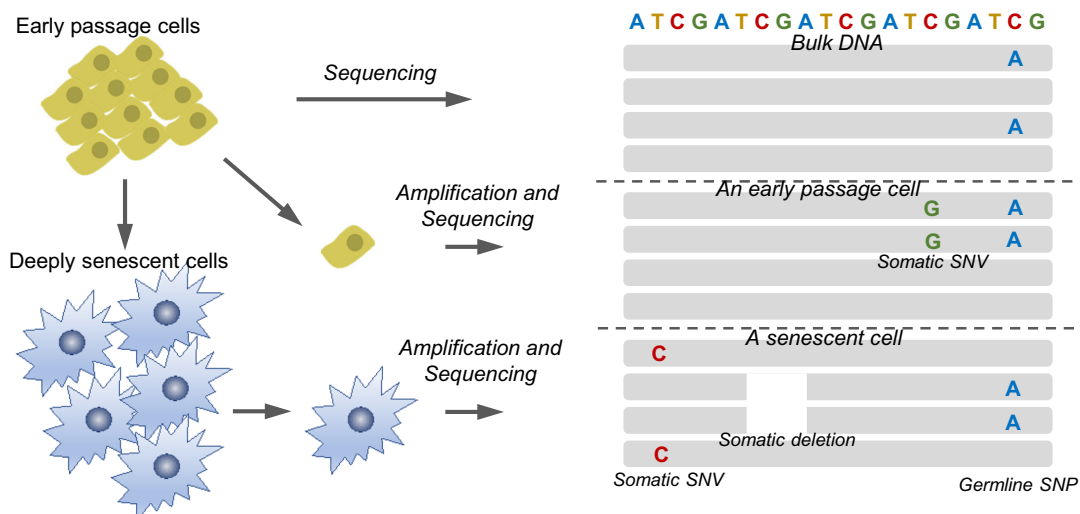 Early passage cells
Sequencing
Amplification and
Sequencing
Deeply senescent cells
Amplification and
Sequencing
A T C G A T C G A T C G A T C G A T C G
Bulk DNA
A
A
An early passage cell
G A
G A
Somatic SNV
A senescent cell
C
A
A
Somatic deletion
C
Somatic SNV
Germline SNP